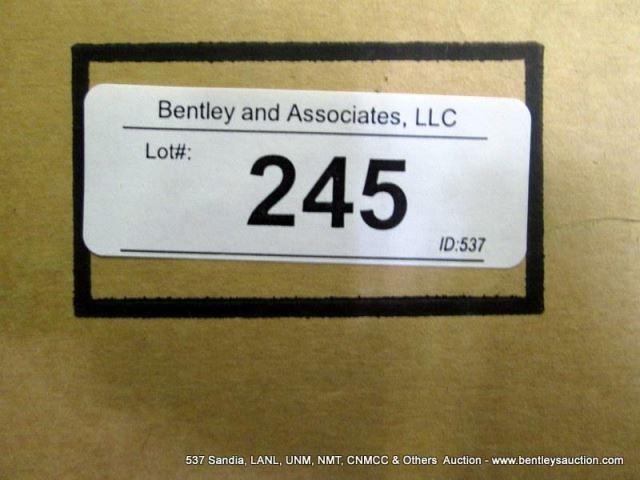 Bentley and Associates, LLC
Lot#:
245
ID:537
537 Sandia, LANL, UNM, NMT, CNMCC & Others  Auction - www.bentleysauction.com